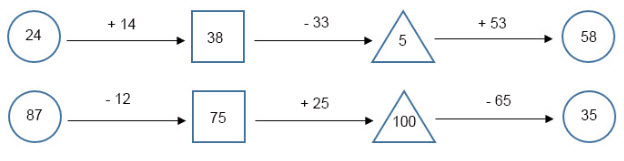 + 14 - 33 + 53
24 38 5 58
- 12 + 25 - 65
87 75 100 35